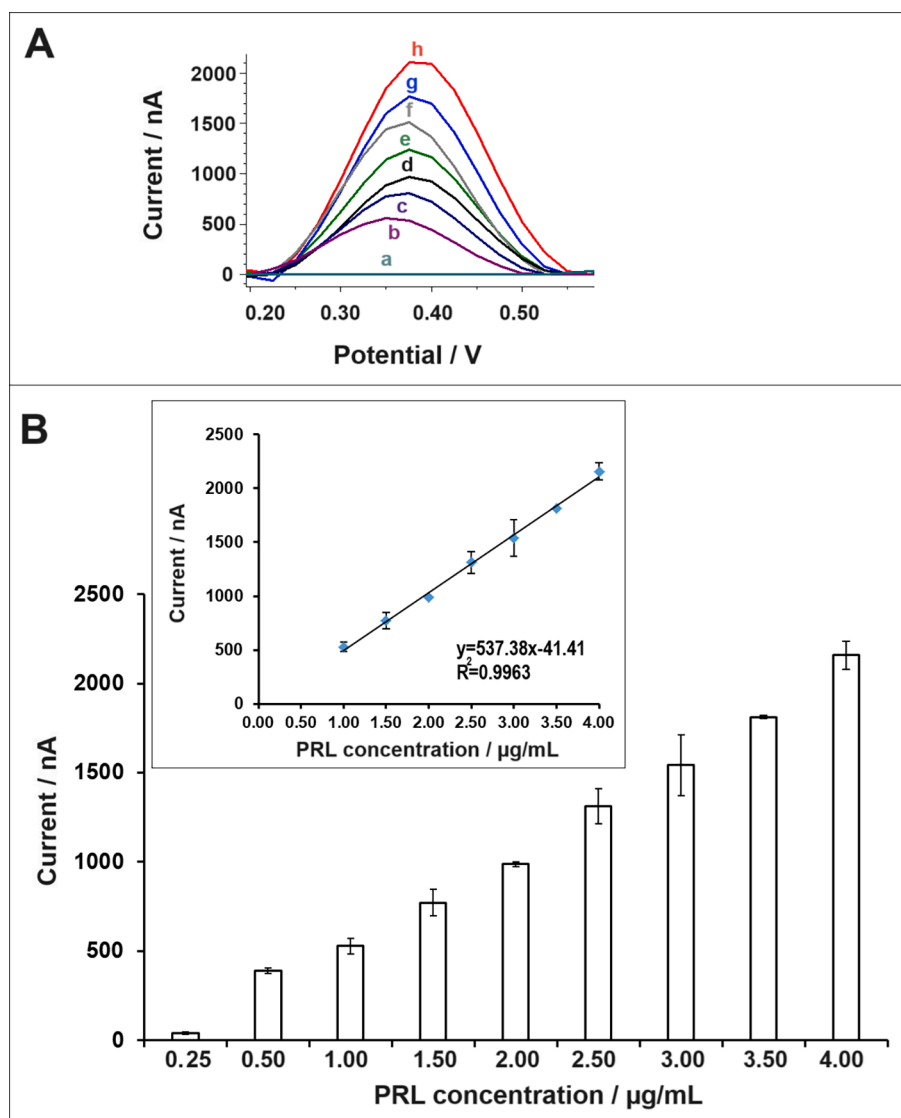 A
h
g
f
e
d
c
b
a
2000
1500
1000
500
0
Current / nA
0.20 0.30 0.40 0.50
Potential / V
B
2500
2000
1500
1000
500
0
Current / nA
y=537.38x-41.41
R²=0.9963
0.00 0.50 1.00 1.50 2.00 2.50 3.00 3.50 4.00
PRL concentration / µg/mL
2500
2000
1500
1000
500
0
Current / nA
0.25 0.50 1.00 1.50 2.00 2.50 3.00 3.50 4.00
PRL concentration / µg/mL